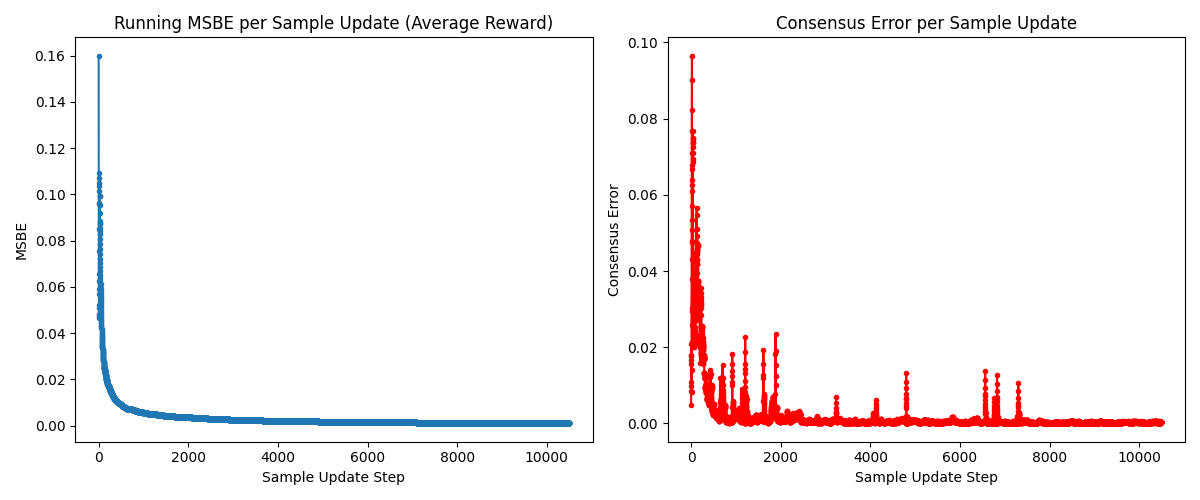 Running MSBE per Sample Update (Average Reward)
MSBE
0.16
0.14
0.12
0.10
0.08
0.06
0.04
0.02
0.00
0 2000 4000 6000 8000 10000
Sample Update Step
Consensus Error per Sample Update
Consensus Error
0.10
0.08
0.06
0.04
0.02
0.00
0 2000 4000 6000 8000 10000
Sample Update Step